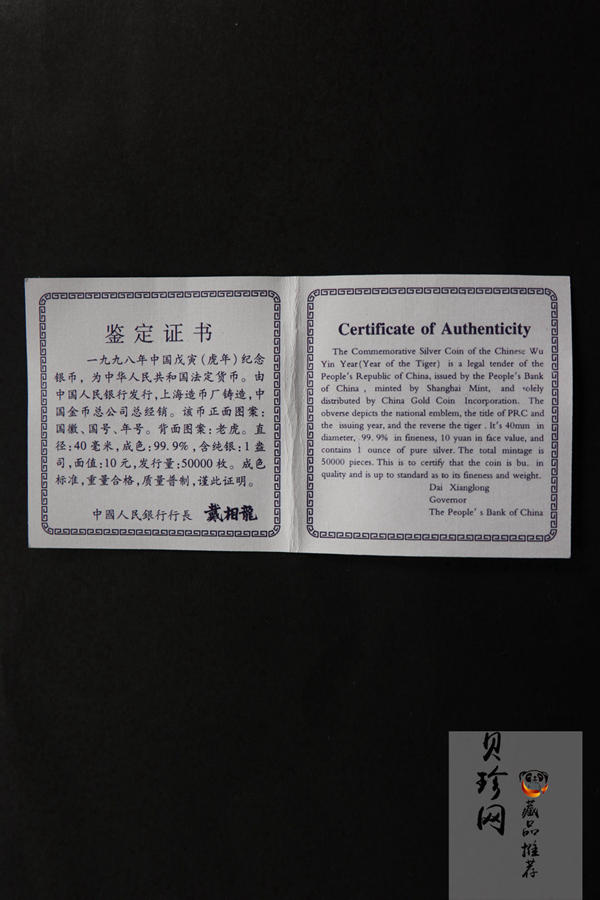 鉴定证书
一九九八年中国戊寅(虎年)纪念
银币，为中华人民共和国法定货币。由
中国人民银行发行,上海造币厂铸造,中
国金币总公司总经销。该币正面图案:
国徽、国号、年号。背面图案:老虎。直
径:40毫米,成色:99.9%,含纯银:1盎
司,面值:10元,发行量:50000枚。成色
标准,重量合格,质量普制,谨此证明。
中國人民銀行行長 戴相龍
Certificate of Authenticity
The Commemorative Silver Coin of the Chinese Wu
Yin Year(Year of the Tiger) is a legal tender of the
People's Republic of China, issued by the People's Bank
of China , minted by Shanghai Mint, and solely
distributed by China Gold Coin Incorporation. The
obverse depicts the national emblem, the title of PRC and
the issuing year, and the reverse the tiger . It's 40mm in
diameter, 99. 9% in fineness, 10 yuan in face value, and
contains 1 ounce of pure silver. The total mintage is
50000 pieces. This is to certify that the coin is bu. in
quality and is up to standard as to its fineness and weight.
Dai Xianglong
Governor
The People' s Bank of China
贝珍网
藏品推荐